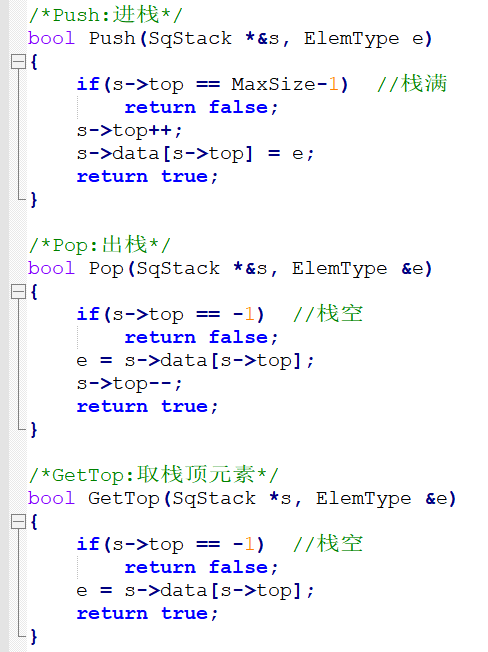 /*Push:进栈*/
bool Push(SqStack *&s, ElemType e)
{
    if(s->top == MaxSize-1)  //栈满
        return false;
    s->top++;
    s->data[s->top] = e;
    return true;
}
/*Pop:出栈*/
bool Pop(SqStack *&s, ElemType &e)
{
    if(s->top == -1)  //栈空
        return false;
    e = s->data[s->top];
    s->top--;
    return true;
}
/*GetTop:取栈顶元素*/
bool GetTop(SqStack *s, ElemType &e)
{
    if(s->top == -1)  //栈空
        return false;
    e = s->data[s->top];
    return true;
}